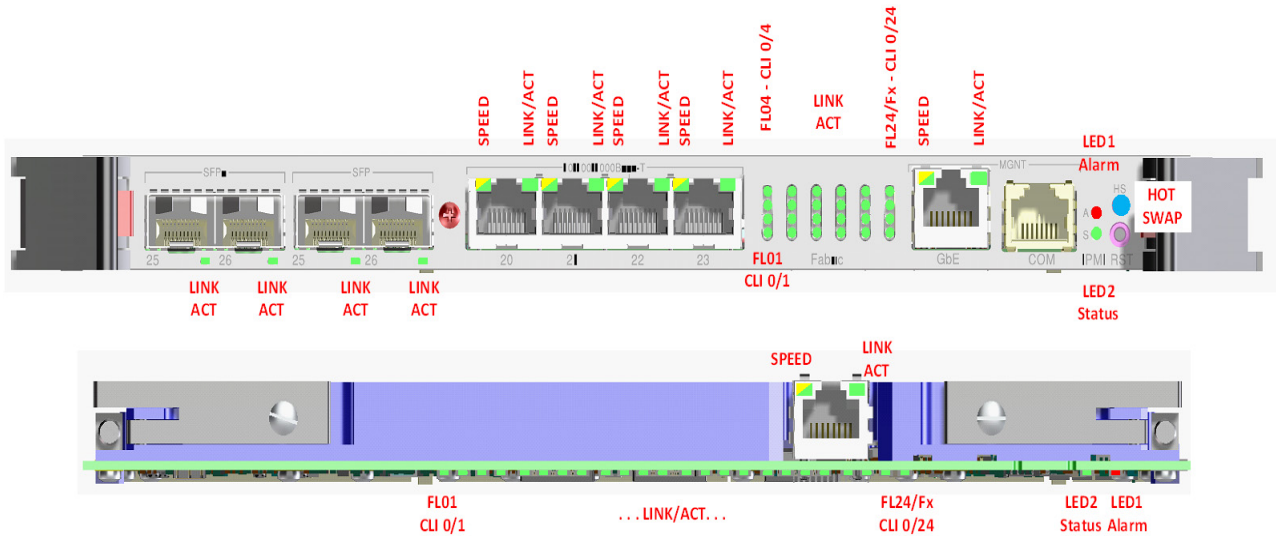 SPEED
LINK/ACT
SPEED
LINK/ACT
SPEED
LINK/ACT
SPEED
LINK/ACT
FL04 - CLI 0/4
LINK
ACT
FL24/Fx - CLI 0/24
SPEED
LINK/ACT
LED1
Alarm
SFP
SFP
MGNT
HS
HOT
SWAP
A
S
25
26
25
26
20
22
23
FL01
CLI 0/1
GbE
COM
IPMI
RST
LINK
ACT
LINK
ACT
LINK
ACT
LINK
ACT
LED2
Status
SPEED
LINK
ACT
FL01
CLI 0/1
. . . LINK/ACT. . .
FL24/Fx
CLI 0/24
LED2 LED1
Status Alarm